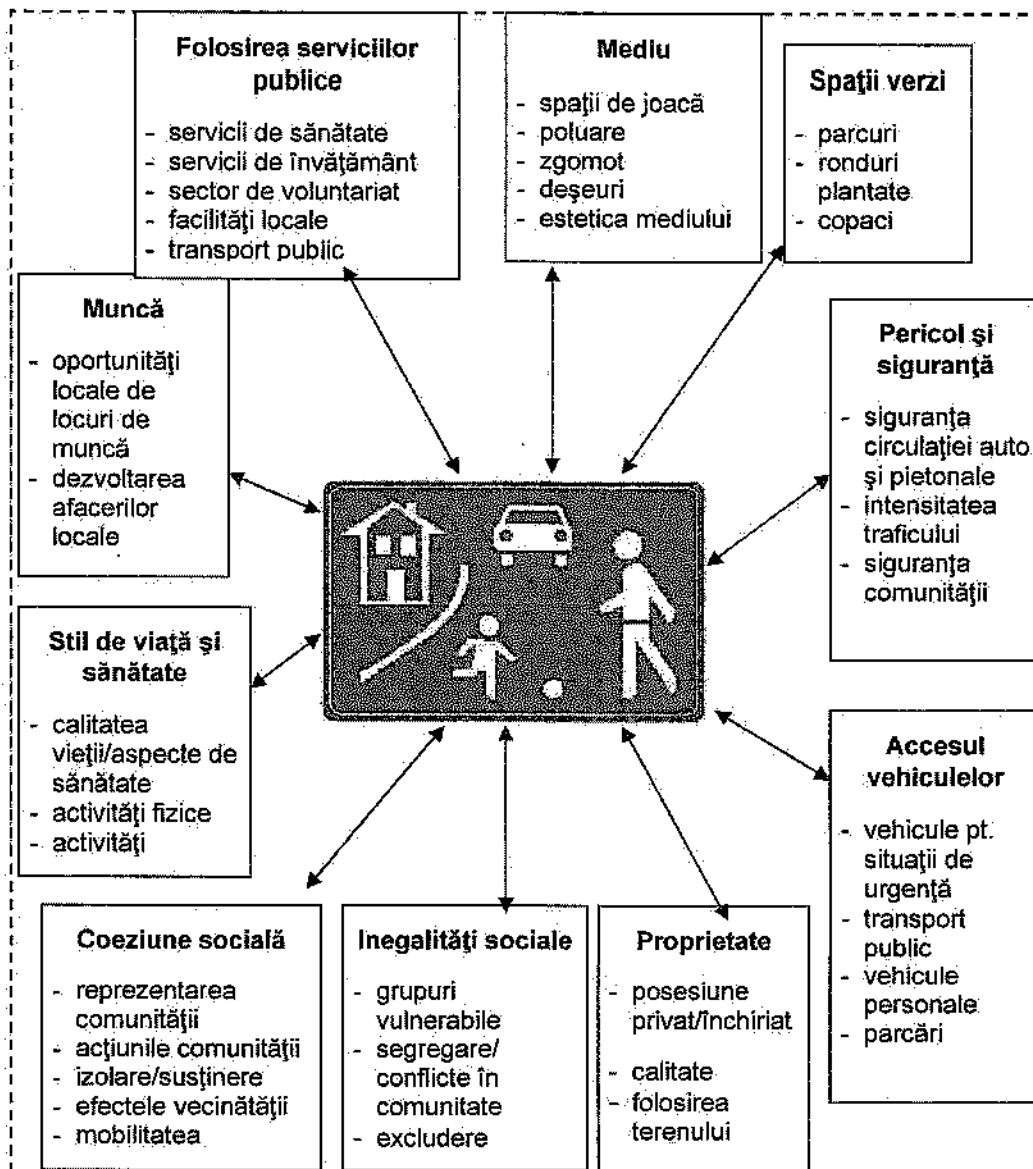 Folosirea serviciilor
publice
- servicii de sănătate
- servicii de învăţământ
- sector de voluntariat
- facilităţi locale
- transport public
Mediu
- spaţii de joacă
- poluare
- zgomot
- deşeuri
- estetica mediului
Spaţii verzi
- parcuri
- ronduri
plantate
- copaci
Muncă
- oportunităţi
locale de
locuri de
muncă
- dezvoltarea
afacerilor
locale
Pericol şi
siguranţă
- siguranţa
circulaţiei auto
şi pietonale
- intensitatea
traficului
- siguranţa
comunităţii
Stil de viaţă şi
sănătate
- calitatea
vieţii/aspecte de
sănătate
- activităţi fizice
- activităţi
Accesul
vehiculelor
- vehicule pt.
situaţii de
urgenţă
- transport
public
- vehicule
personale
- parcări
Coeziune socială
- reprezentarea
comunităţii
- acţiunile comunităţii
- izolare/susţinere
- efectele vecinătăţii
- mobilitatea
Inegalităţi sociale
- grupuri
vulnerabile
- segregare/
conflicte în
comunitate
- excludere
Proprietate
- posesiune
privat/închiriat
- calitate
- folosirea
terenului